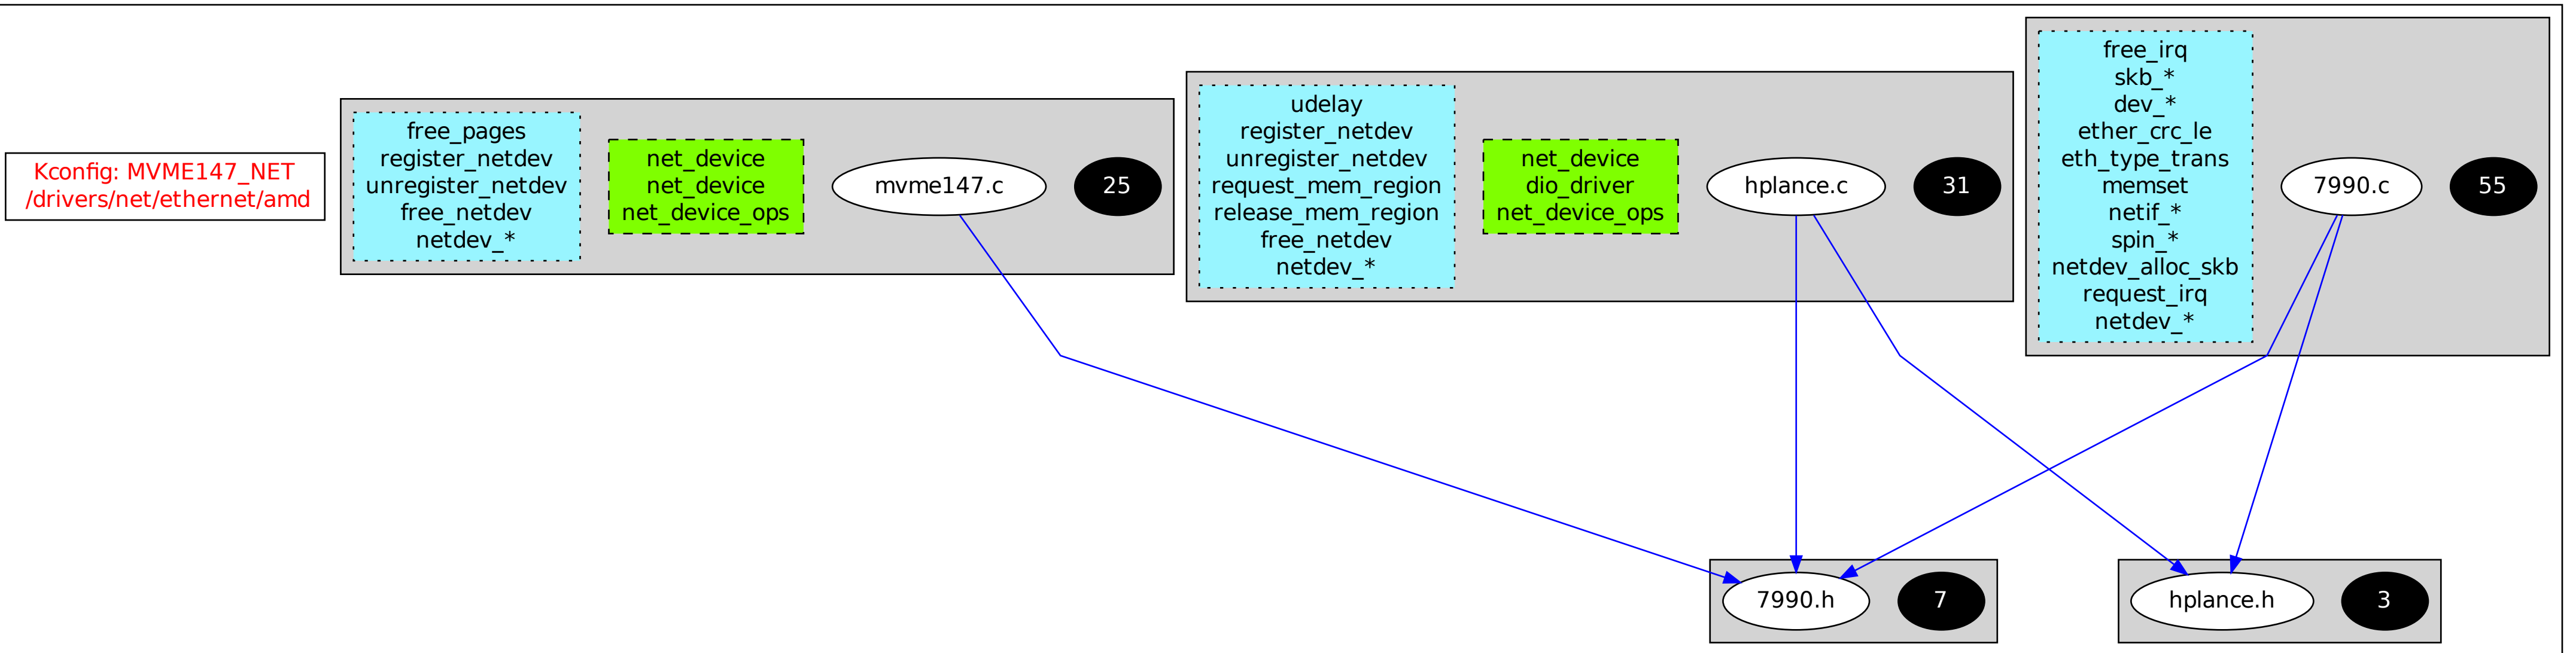 Kconfig: MVME147_NET
/drivers/net/ethernet/amd
free_pages
register_netdev
unregister_netdev
free_netdev
netdev_*
net_device
net_device
net_device_ops
mvme147.c
25
udelay
register_netdev
unregister_netdev
request_mem_region
release_mem_region
free_netdev
netdev_*
net_device
dio_driver
net_device_ops
hplance.c
31
free_irq
skb_*
dev_*
ether_crc_le
eth_type_trans
memset
netif_*
spin_*
netdev_alloc_skb
request_irq
netdev_*
7990.c
55
7990.h
7
hplance.h
3